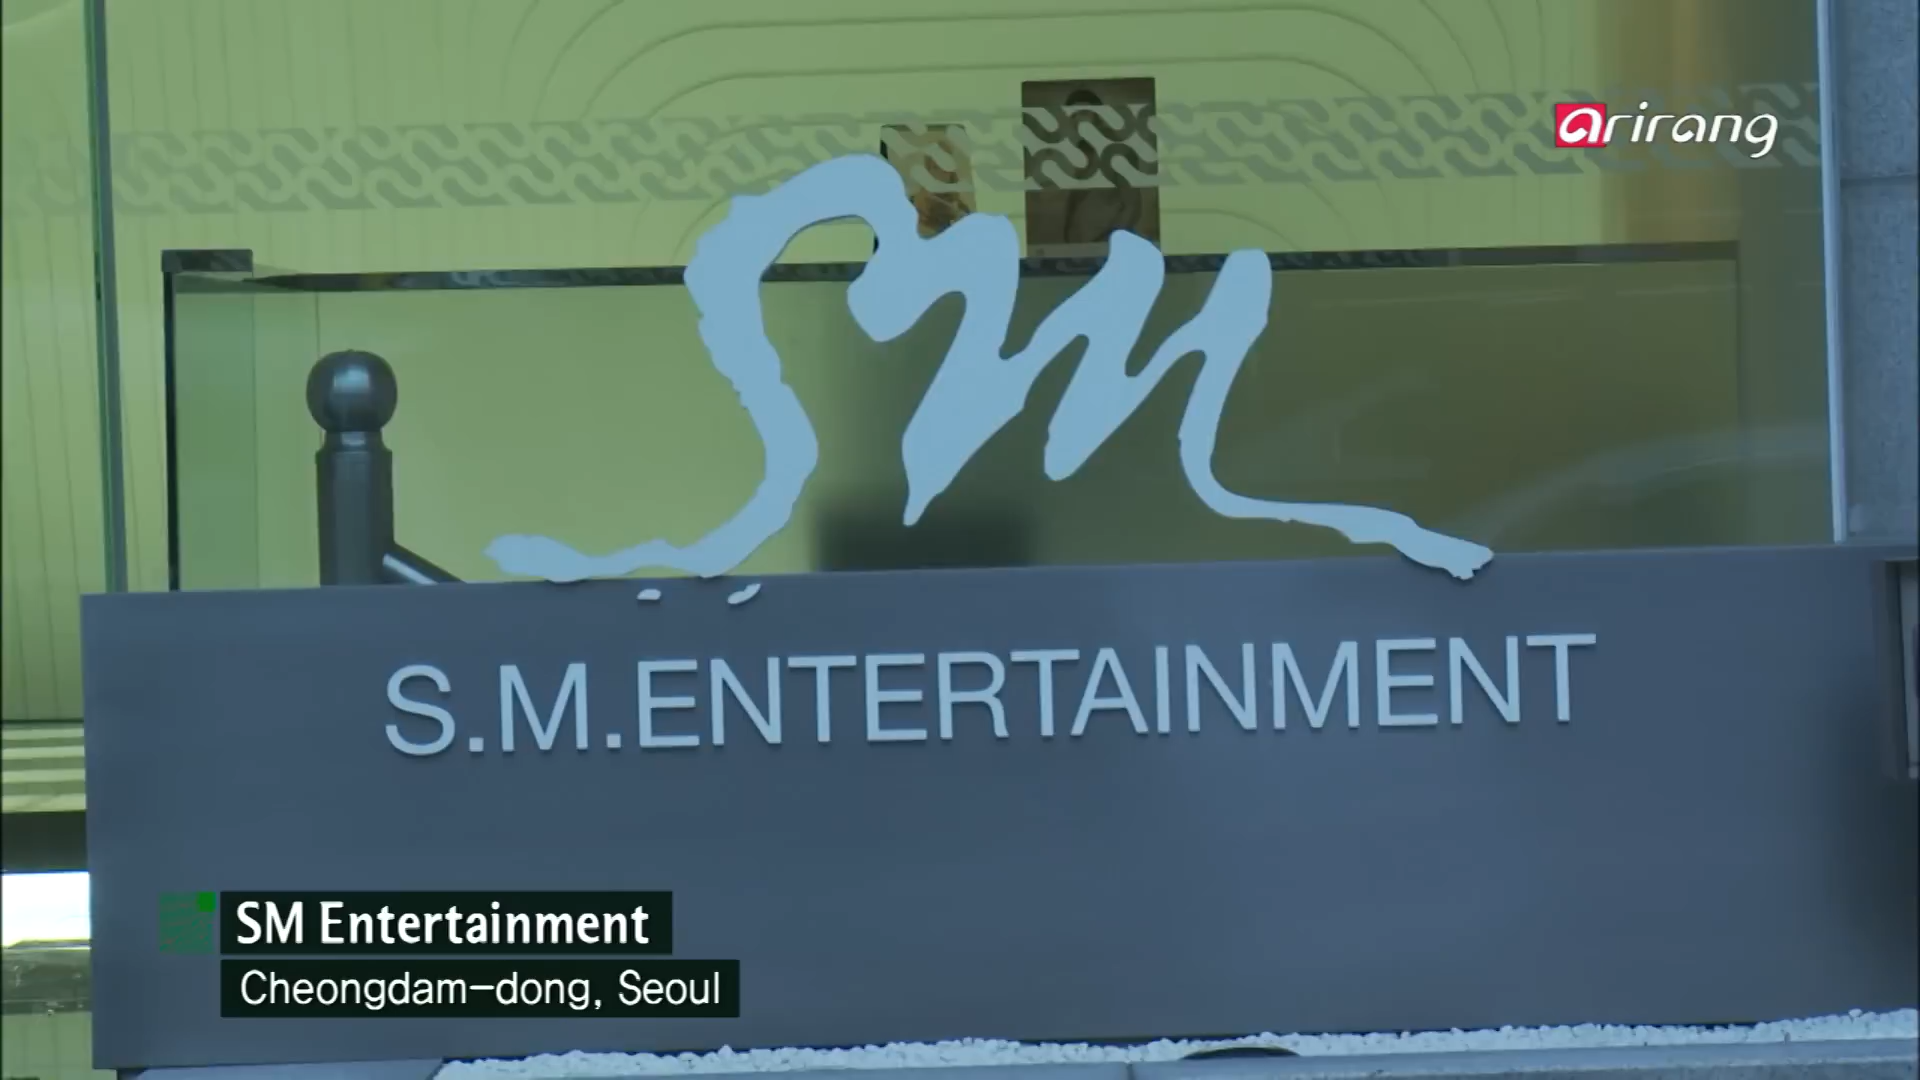 arirang
SM
S.M.ENTERTAINMENT
SM Entertainment
Cheongdam-dong, Seoul